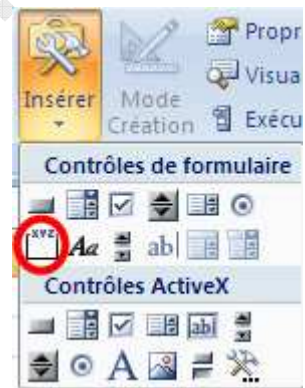 Propr
Visua
Insérer Mode Création Exécu
Contrôles de formulaire
XYZ Aa ab
Contrôles ActiveX
abl A